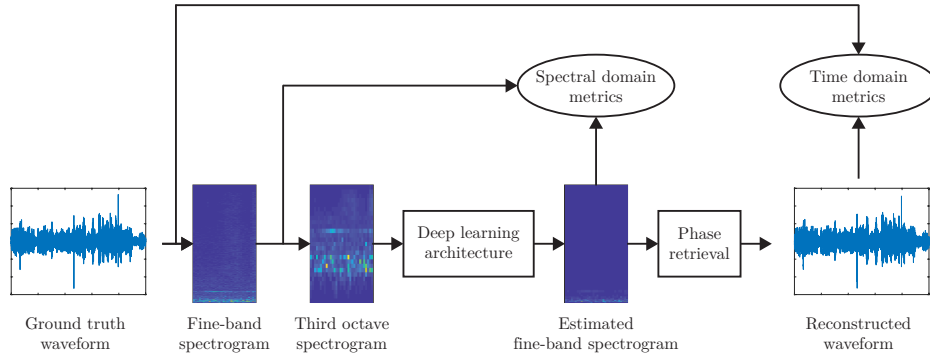 Spectral domain
metrics
Time domain
metrics
Deep learning
architecture
Phase
retrieval
Ground truth
waveform
Fine-band
spectrogram
Third octave
spectrogram
Estimated
fine-band spectrogram
Reconstructed
waveform